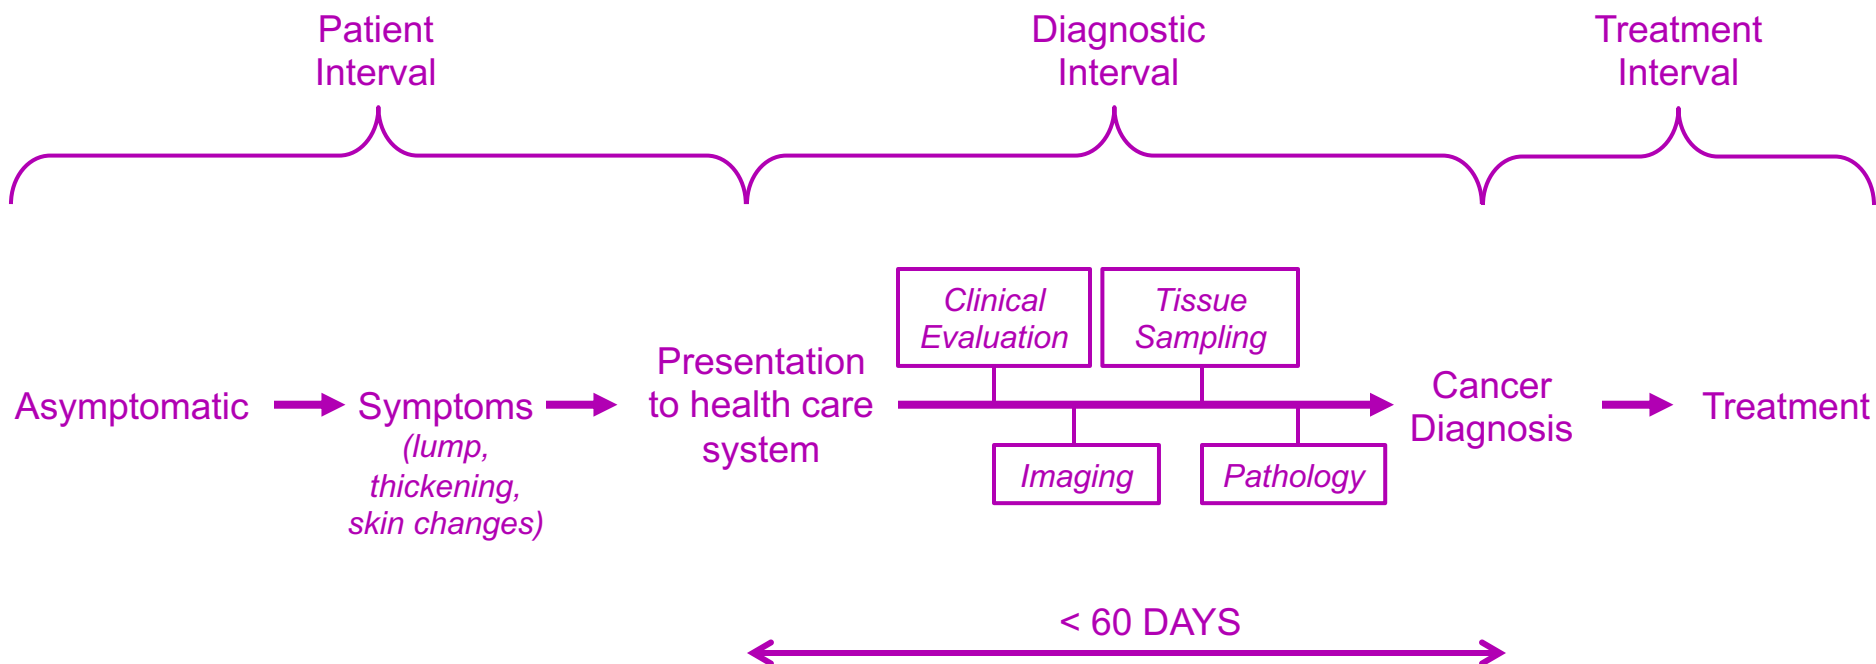 Patient
Interval
Diagnostic
Interval
Treatment
Interval
Asymptomatic
Symptoms
(lump,
thickening,
skin changes)
Presentation
to health care
system
Clinical
Evaluation
Tissue
Sampling
Imaging
Pathology
Cancer
Diagnosis
Treatment
< 60 DAYS